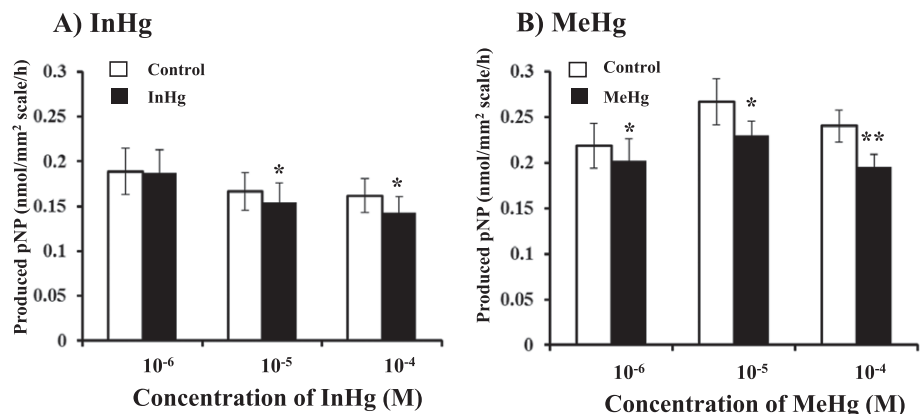 A) InHg
Produced pNP (nmol/mm² scale/h)
0.3
0.25
0.2
0.15
0.1
0.05
0
Control
InHg
*
*
10⁻⁶
10⁻⁵
10⁻⁴
Concentration of InHg (M)
B) MeHg
Produced pNP (nmol/mm² scale/h)
0.3
0.25
0.2
0.15
0.1
0.05
0
Control
MeHg
*
*
**
10⁻⁶
10⁻⁵
10⁻⁴
Concentration of MeHg (M)